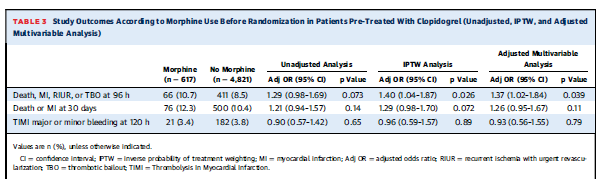 TABLE 3 Study Outcomes According to Morphine Use Before Randomization in Patients Pre-Treated With Clopidogrel (Unadjusted, IPTW, and Adjusted
Multivariable Analysis)
Morphine (n = 617) No Morphine (n = 4,821) Unadjusted Analysis IPTW Analysis Adjusted Multivariable Analysis
Adj OR (95% CI) p Value Adj OR (95% CI) p Value Adj OR (95% CI) p Value
Death, MI, RIUR, or TBO at 96 h 66 (10.7) 411 (8.5) 1.29 (0.98–1.69) 0.073 1.40 (1.04–1.87) 0.026 1.37 (1.02–1.84) 0.039
Death or MI at 30 days 76 (12.3) 500 (10.4) 1.21 (0.94–1.57) 0.14 1.29 (0.98–1.70) 0.072 1.26 (0.95–1.67) 0.11
TIMI major or minor bleeding at 120 h 21 (3.4) 182 (3.8) 0.90 (0.57–1.42) 0.65 0.96 (0.59–1.57) 0.89 0.93 (0.56–1.55) 0.79
Values are n (%), unless otherwise indicated.
CI = confidence interval; IPTW = inverse probability of treatment weighting; MI = myocardial infarction; Adj OR = adjusted odds ratio; RIUR = recurrent ischemia with urgent revascu-
larization; TBO = thrombotic bailout; TIMI = Thrombolysis In Myocardial Infarction.